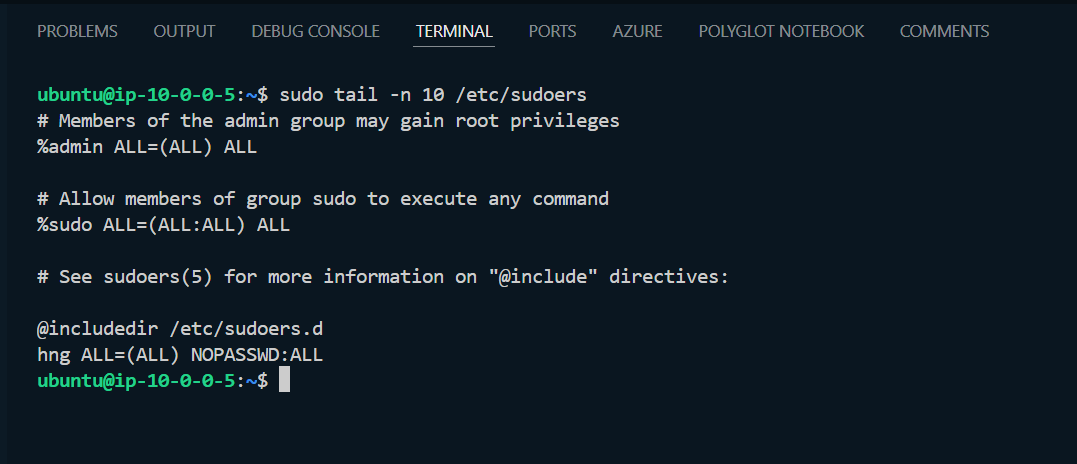 PROBLEMS OUTPUT DEBUG CONSOLE TERMINAL PORTS AZURE POLYGLOT NOTEBOOK COMMENTS
ubuntu@ip-10-0-0-5:~$ sudo tail -n 10 /etc/sudoers
# Members of the admin group may gain root privileges
%admin ALL=(ALL) ALL
# Allow members of group sudo to execute any command
%sudo ALL=(ALL:ALL) ALL
# See sudoers(5) for more information on "@include" directives:
@includedir /etc/sudoers.d
hng ALL=(ALL) NOPASSWD:ALL
ubuntu@ip-10-0-0-5:~$